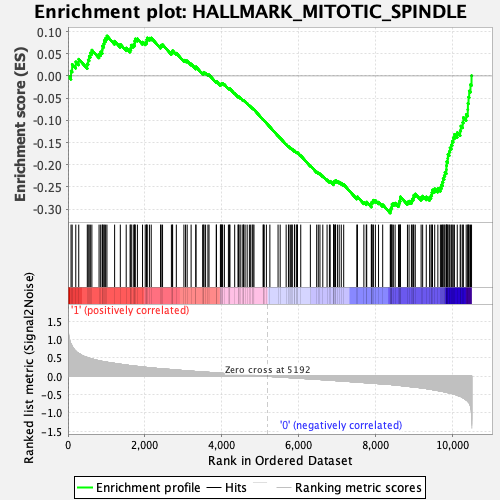 Enrichment plot: HALLMARK_MITOTIC_SPINDLE
Enrichment score (ES)
0.10
0.05
0.00
-0.05
-0.10
-0.15
-0.20
-0.25
-0.30
'1' (positively correlated)
Ranked list metric (Signal2Noise)
1.5
1.0
0.5
0.0
-0.5
-1.0
-1.5
Zero cross at 5192
'0' (negatively correlated)
0
2,000
4,000
6,000
8,000
10,000
Rank in Ordered Dataset
Enrichment profile
Hits
Ranking metric scores